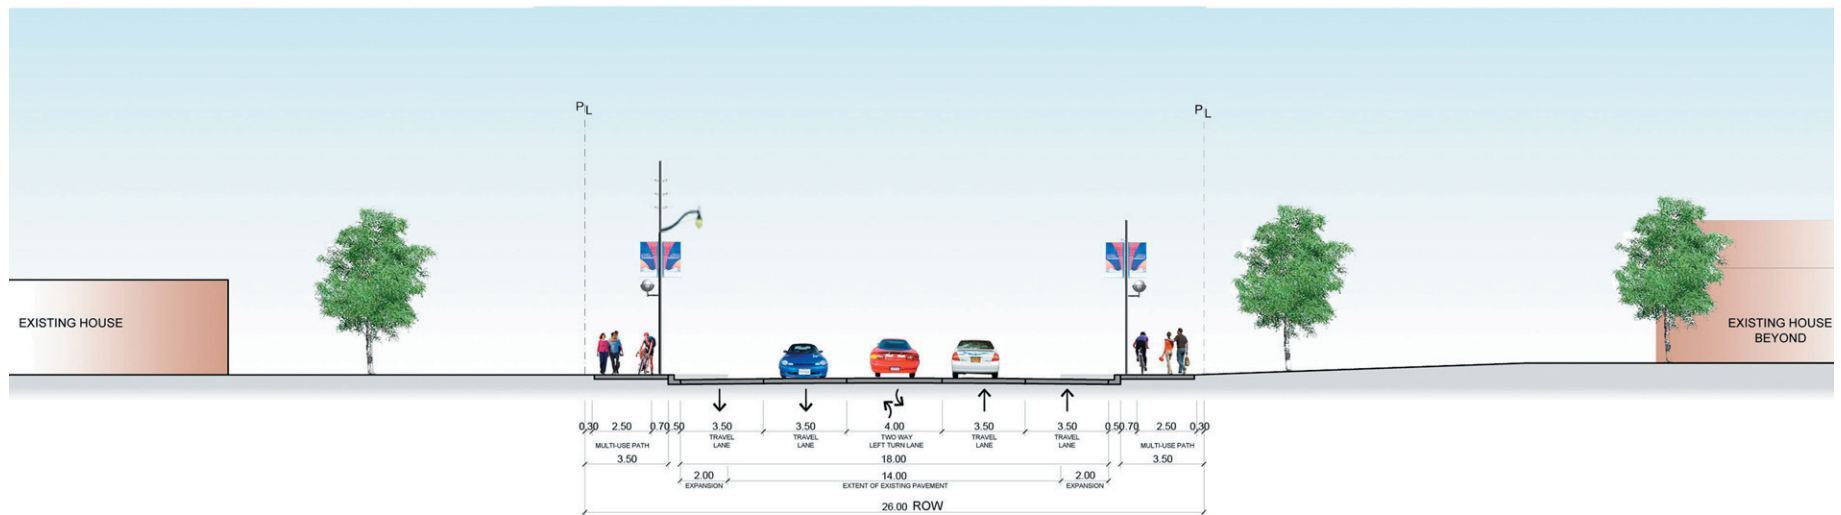 PL
PL
EXISTING HOUSE
EXISTING HOUSE
BEYOND
0.30 2.50 0.70 0.50 3.50 3.50 4.00 3.50 3.50 0.50 0.70 2.50 0.30
MULTI-USE PATH
TRAVEL
LANE
TRAVEL
LANE
TWO WAY
LEFT TURN LANE
TRAVEL
LANE
TRAVEL
LANE
MULTI-USE PATH
3.50 18.00 3.50
2.00 14.00 2.00
EXPANSION EXTENT OF EXISTING PAVEMENT EXPANSION
26.00 ROW